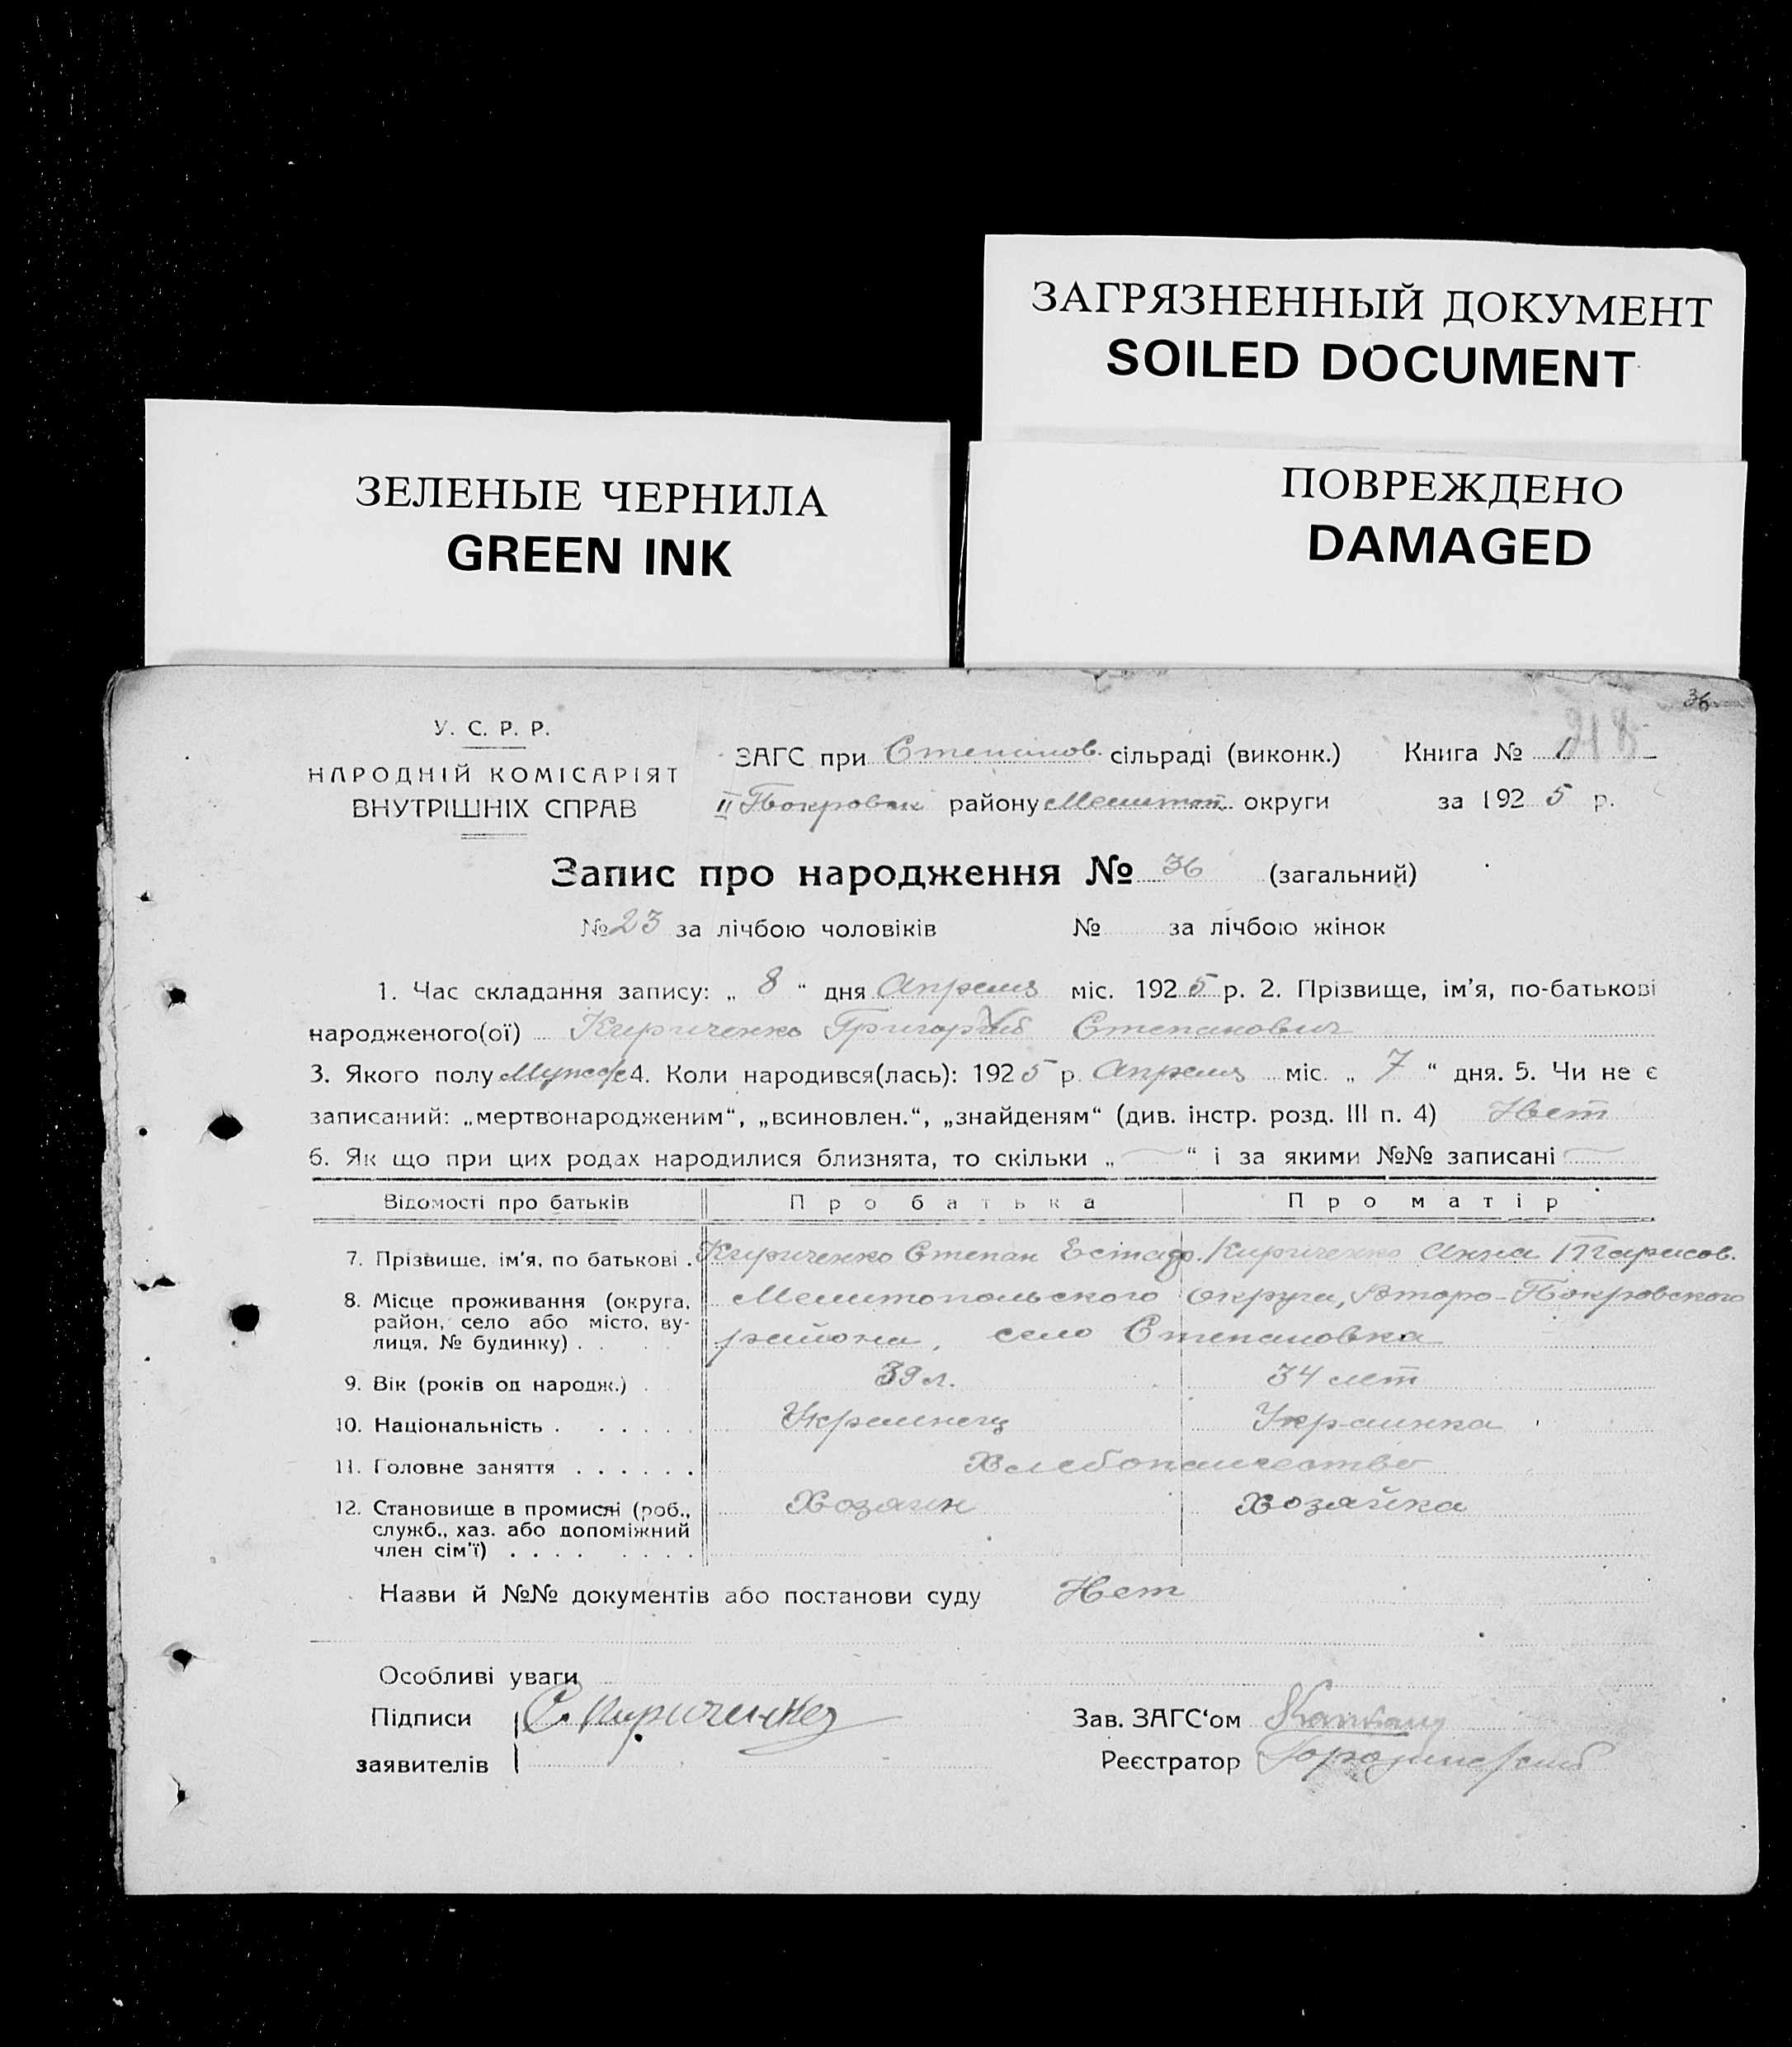 ЗАГРЯЗНЕННЫЙ ДОКУМЕНТ
SOILED DOCUMENT
ЗЕЛЕНЫЕ ЧЕРНИЛА
GREEN INK
ПОВРЕЖДЕНО
DAMAGED
36
У. С. Р. Р.
НАРОДНІЙ КОМІСАРІЯТ
ВНУТРІШНІХ СПРАВ
ЗАГС при Степанов. сільраді (виконк.) Книга №
II Покровск району Мелитоп. округи за 1925 р.
Запис про народження № 36 (загальний)
№ 23 за лічбою чоловіків № за лічбою жінок
1. Час складання запису: „ 8 “ дня Апреля міс. 1925 р. 2. Прізвище, ім’я, по-батькові
народженого(ої) Кириченко Григорий Степанович
3. Якого полу Мужск 4. Коли народився(лась): 1925 р. Апреля міс. „ 7 “ дня. 5. Чи не є
записаний: „мертвонародженим“, „всиновлен.“, „знайденям“ (див. інстр. розд. III п. 4) Нет
6. Як що при цих родах народилися близнята, то скільки „ “ і за якими №№ записані
Відомості про батьків Про батька Про матір
7. Прізвище, ім’я, по батькові . Кириченко Степан Естаф. Кириченко Анна Тарасов.
8. Місце проживання (округа, Мелитопольского округа, Второ-Покровского
район, село або місто, ву-
лиця, № будинку) . . района, село Степановка
9. Вік (років од народж.) . 39 л. 34 лет
10. Національність . . . . . . Украинец Украинка
11. Головне заняття . . . . . . Хлебопашество
12. Становище в промислі (роб., Хозяин Хозяйка
служб., хаз. або допоміжний
член сім’ї) . . . . . . . .
Назви й №№ документів або постанови суду Нет
Особливі уваги
Підписи С. Кириченко Зав. ЗАГС‘ом
заявителів Реєстратор